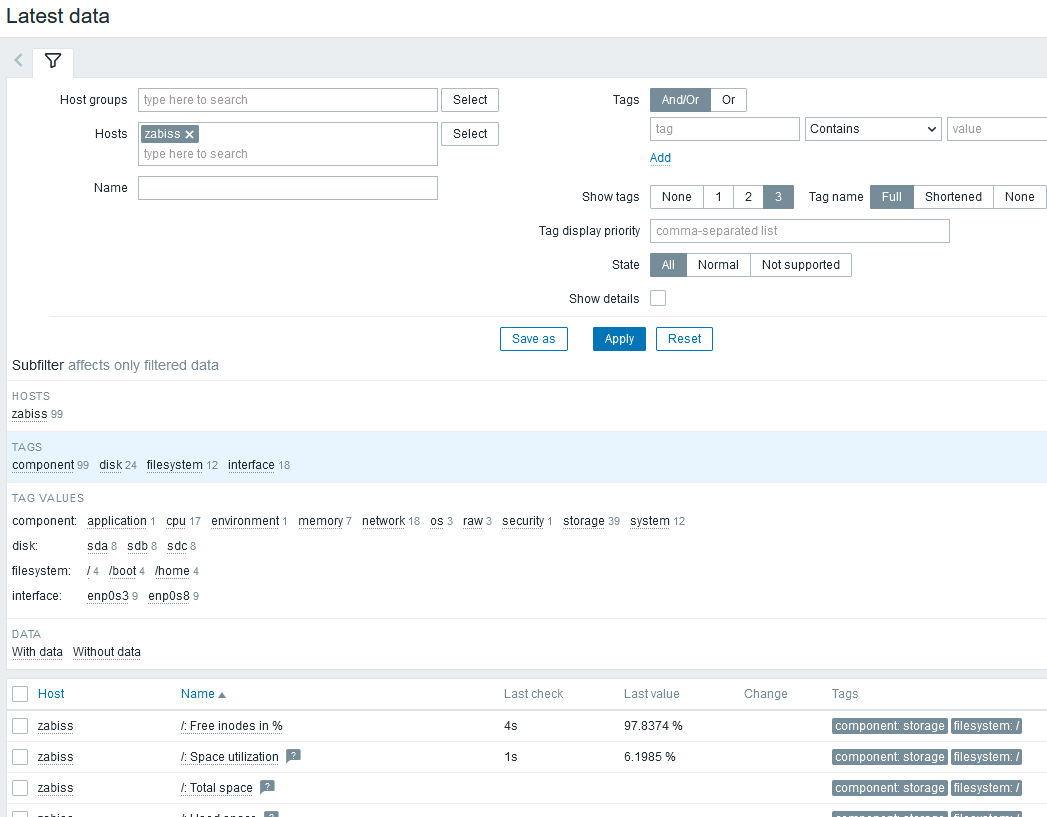 Latest data
Host groups type here to search Select Tags And/Or Or
Hosts zabiss Select tag Contains value
type here to search
Add
Name
Show tags None 1 2 3 Tag name Full Shortened None
Tag display priority comma-separated list
State All Normal Not supported
Show details
Save as Apply Reset
Subfilter affects only filtered data
HOSTS
zabiss 99
TAGS
component 99 disk 24 filesystem 12 interface 18
TAG VALUES
component: application 1 cpu 17 environment 1 memory 7 network 18 os 3 raw 3 security 1 storage 39 system 12
disk: sda 8 sdb 8 sdc 8
filesystem: / 4 /boot 4 /home 4
interface: enp0s3 9 enp0s8 9
DATA
With data Without data
Host Name Last check Last value Change Tags
zabiss /: Free inodes in % 4s 97.8374 % component: storage filesystem: /
zabiss /: Space utilization ? 1s 6.1985 % component: storage filesystem: /
zabiss /: Total space ? component: storage filesystem: /